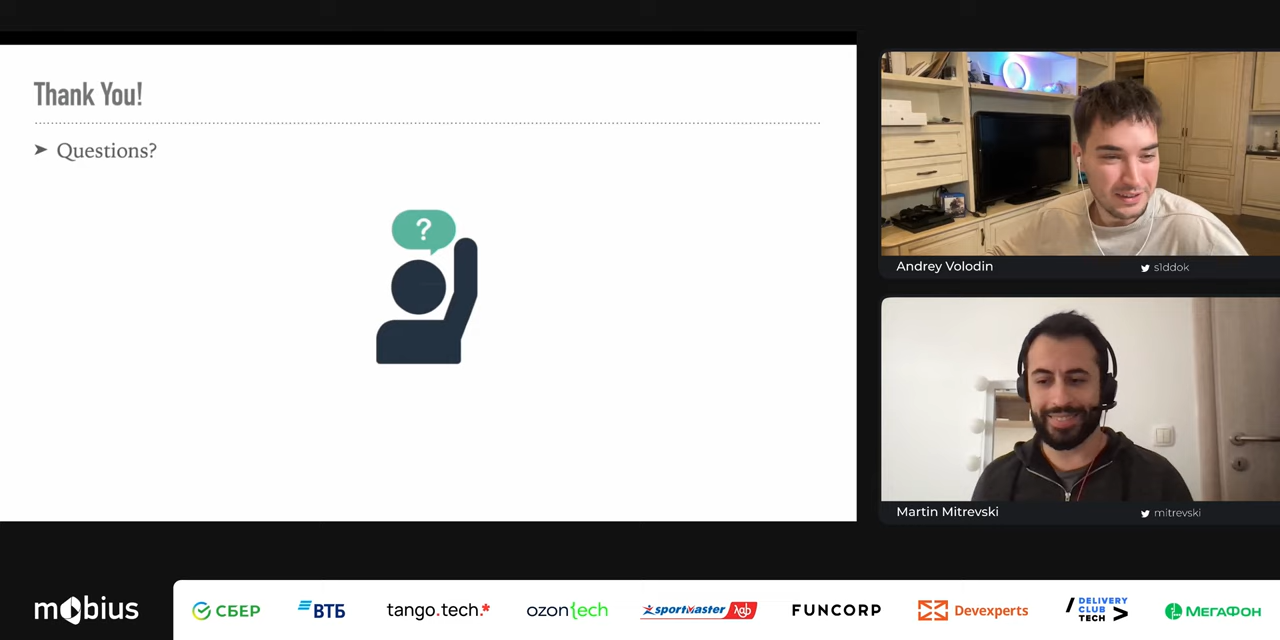 Thank You!
➤ Questions?
?
Andrey Volodin
s1ddok
Martin Mitrevski
mitrevski
mobius
СБЕР
ВТБ
tango.tech.*
ozon{tech
sportmaster lab
FUNCORP
Devexperts
/ DELIVERY
CLUB
TECH >
МЕГАФОН